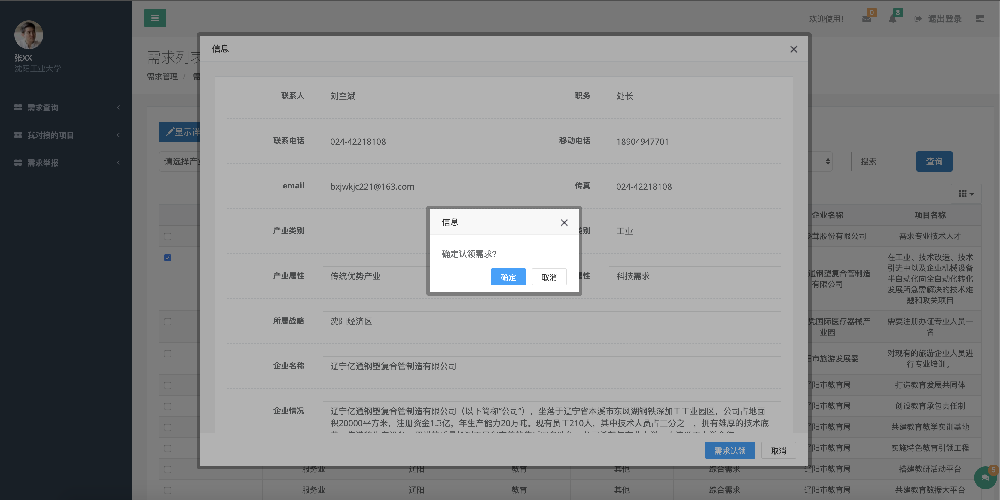 张XX
沈阳工业大学
需求查询
我对接的项目
需求举报
欢迎使用!
0
8
退出登录
需求列表
需求管理 / 需
显示详
请选择产
搜索
查询
企业名称
项目名称
茸股份有限公司
需求专业技术人才
通钢塑复合管制造
有限公司
在工业、技术改造、技术
引进中以及企业机械设备
半自动化向全自动化转化
发展所急需解决的技术难
题和攻关项目
凭国际医疗器械产
业园
需要注册办证专业人员一
名
阳市旅游发展委
对现有的旅游企业人员进
行专业培训。
辽阳市教育局
打造教育发展共同体
辽阳市教育局
创设教育承包责任制
辽阳市教育局
共建教育教学实训基地
辽阳市教育局
实施特色教育引领工程
服务业 辽阳 教育 其他 综合需求 辽阳市教育局 搭建教研活动平台
服务业 辽阳 教育 其他 综合需求 辽阳市教育局 共建教育数据大平台
5
信息
联系人 刘奎斌 职务 处长
联系电话 024-42218108 移动电话 18904947701
email bxjwkjc221@163.com 传真 024-42218108
产业类别 类别 工业
产业属性 传统优势产业 属性 科技需求
所属战略 沈阳经济区
企业名称 辽宁亿通钢塑复合管制造有限公司
企业情况 辽宁亿通钢塑复合管制造有限公司（以下简称“公司”），坐落于辽宁省本溪市东风湖钢铁深加工工业园区，公司占地面
积20000平方米，注册资金1.3亿，年生产能力20万吨。现有员工210人，其中技术人员占三分之一，拥有雄厚的技术底
需求认领 取消
信息
确定认领需求?
确定 取消